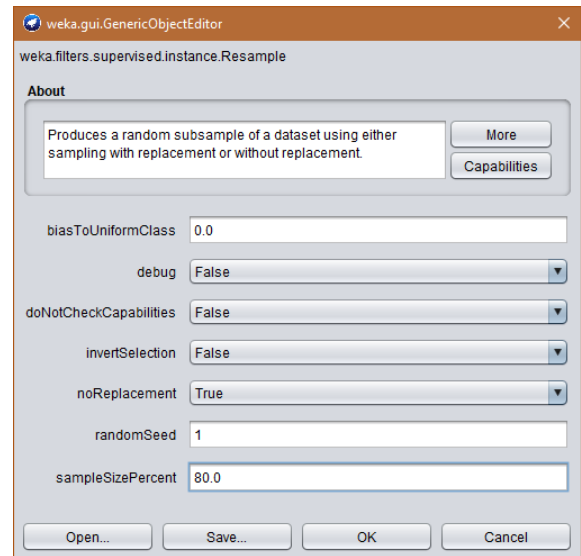 weka.gui.GenericObjectEditor
weka.filters.supervised.instance.Resample
About
Produces a random subsample of a dataset using either
sampling with replacement or without replacement.
More
Capabilities
biasToUniformClass 0.0
debug False
doNotCheckCapabilities False
invertSelection False
noReplacement True
randomSeed 1
sampleSizePercent 80.0
Open... Save... OK Cancel